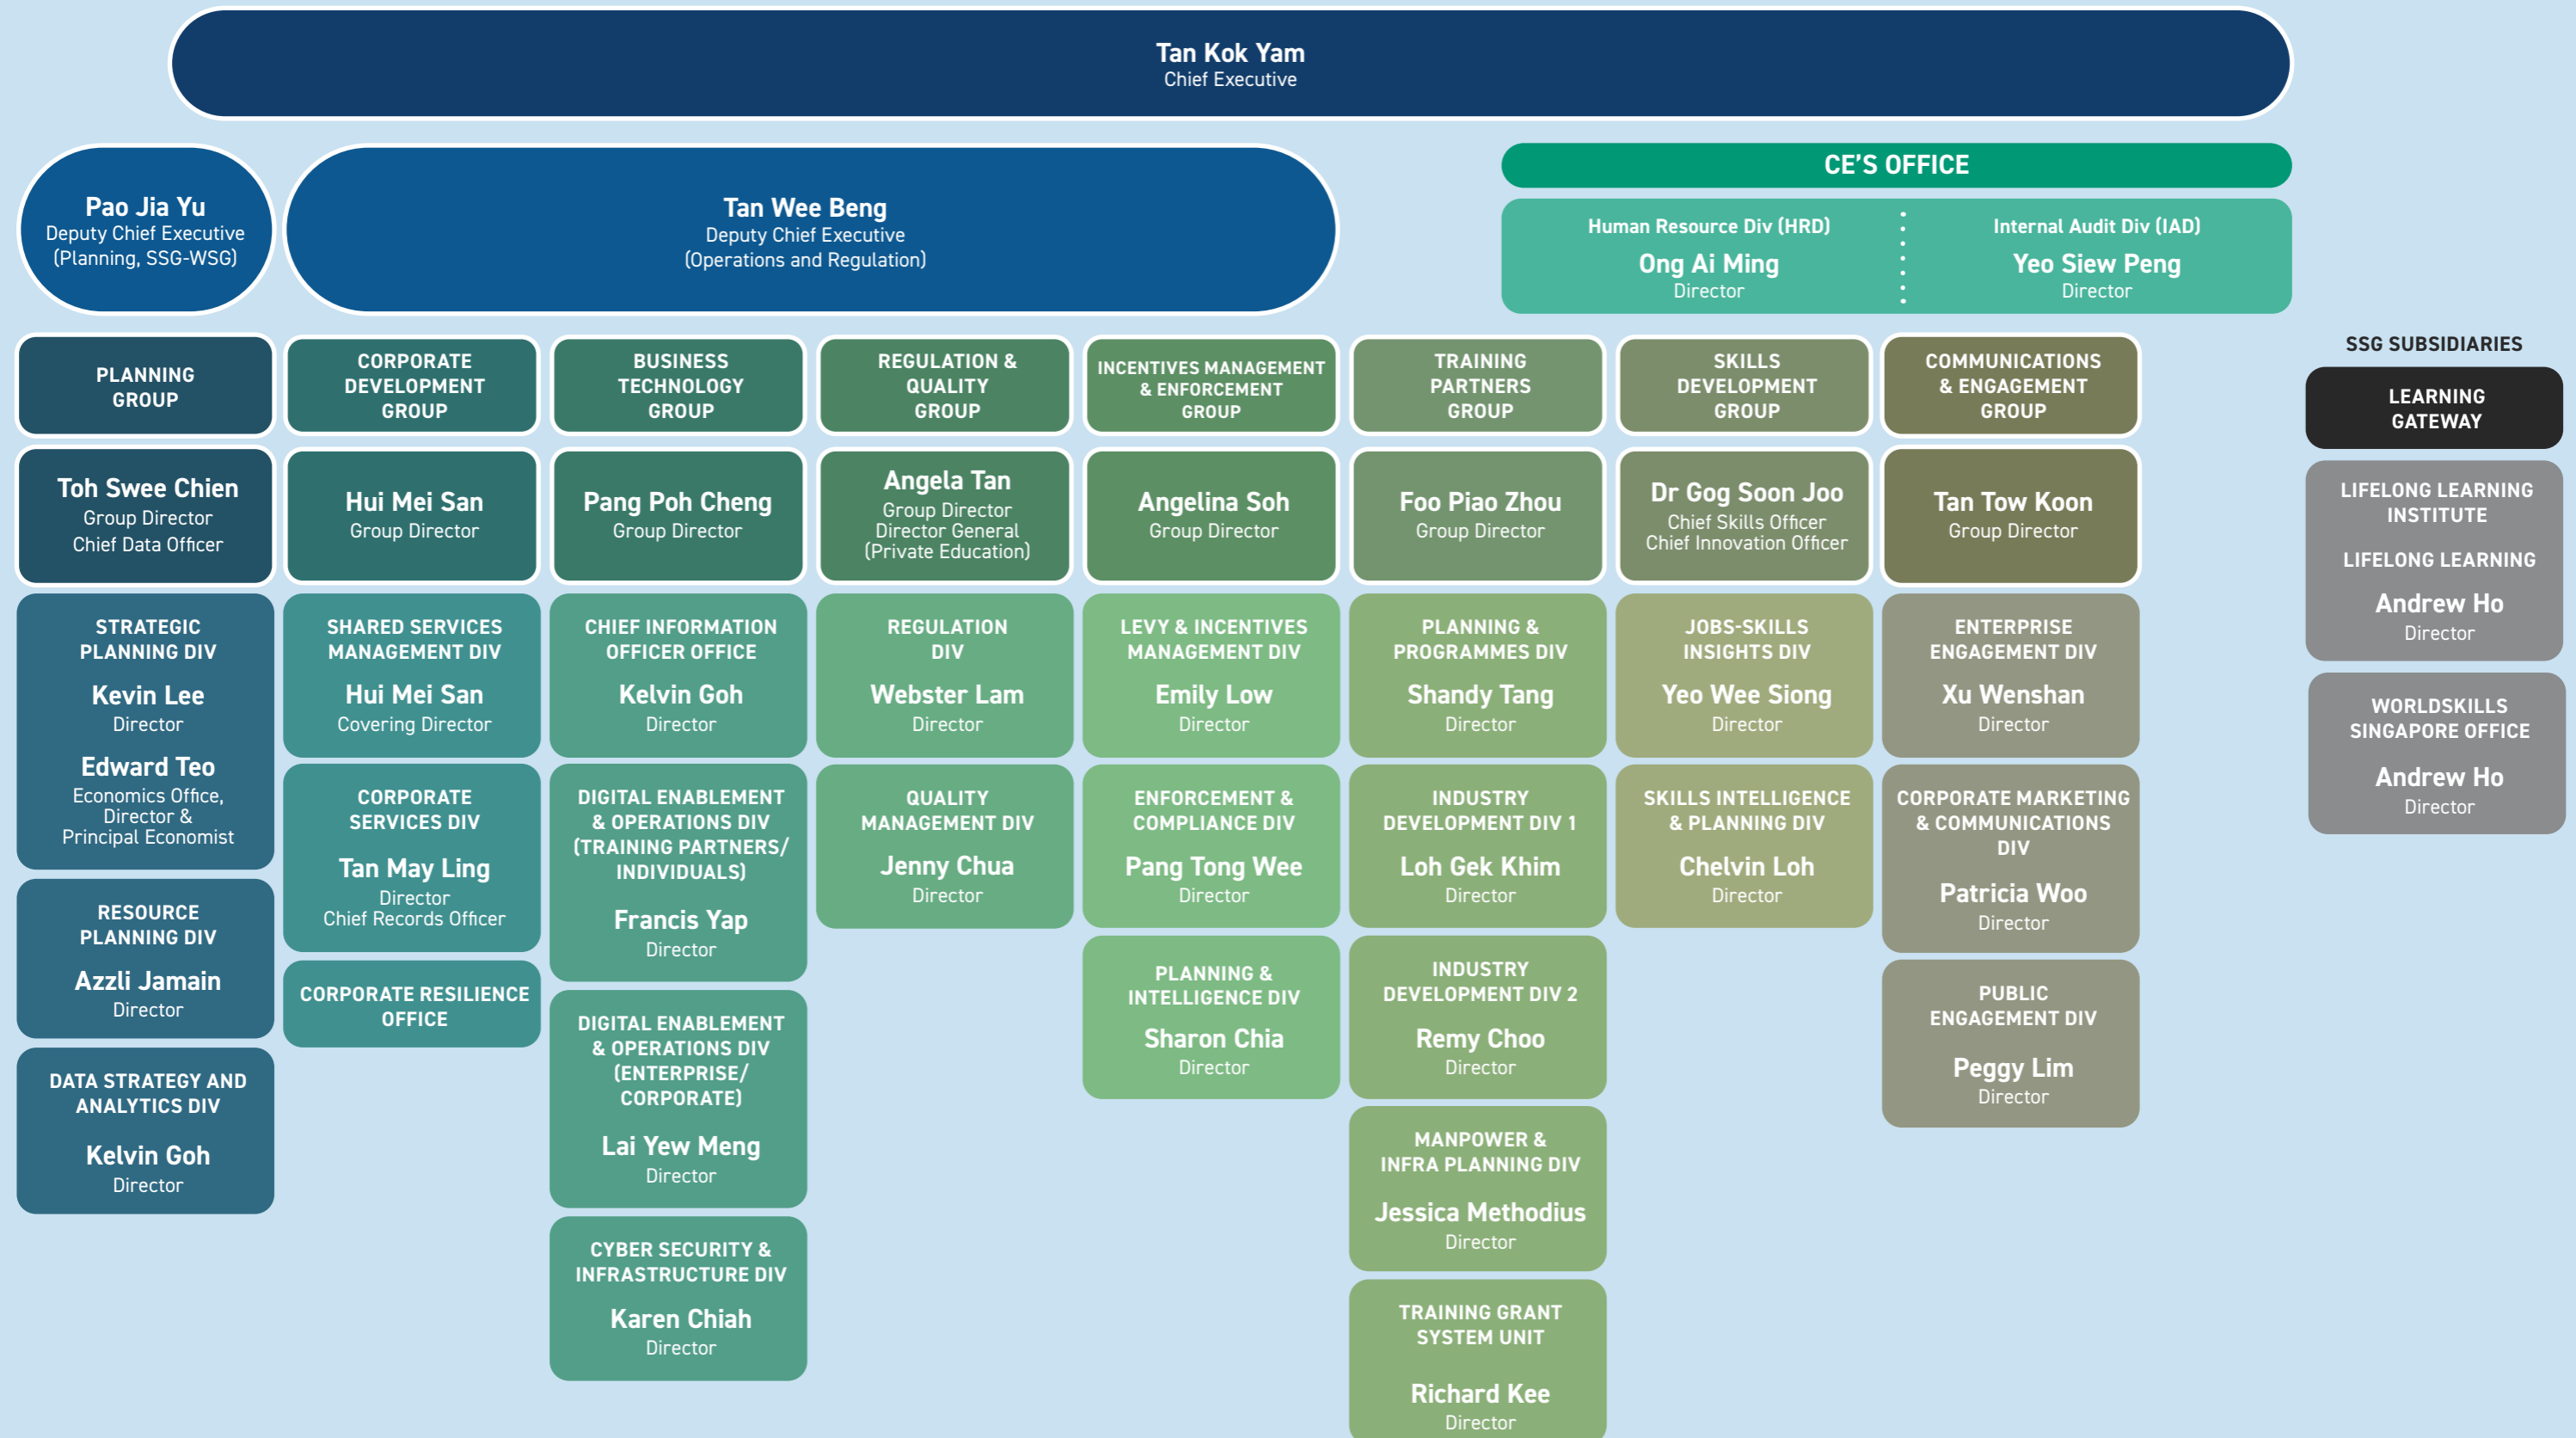 Tan Kok Yam
Chief Executive
Pao Jia Yu
Deputy Chief Executive
(Planning, SSG-WSG)
Tan Wee Beng
Deputy Chief Executive
(Operations and Regulation)
CE'S OFFICE
Human Resource Div (HRD)
Ong Ai Ming
Director
Internal Audit Div (IAD)
Yeo Siew Peng
Director
PLANNING
GROUP
Toh Swee Chien
Group Director
Chief Data Officer
STRATEGIC
PLANNING DIV
Kevin Lee
Director
Edward Teo
Economics Office,
Director &
Principal Economist
RESOURCE
PLANNING DIV
Azzli Jamain
Director
DATA STRATEGY AND
ANALYTICS DIV
Kelvin Goh
Director
CORPORATE
DEVELOPMENT
GROUP
Hui Mei San
Group Director
SHARED SERVICES
MANAGEMENT DIV
Hui Mei San
Covering Director
CORPORATE
SERVICES DIV
Tan May Ling
Director
Chief Records Officer
CORPORATE RESILIENCE
OFFICE
BUSINESS
TECHNOLOGY
GROUP
Pang Poh Cheng
Group Director
CHIEF INFORMATION
OFFICER OFFICE
Kelvin Goh
Director
DIGITAL ENABLEMENT
& OPERATIONS DIV
(TRAINING PARTNERS/
INDIVIDUALS)
Francis Yap
Director
DIGITAL ENABLEMENT
& OPERATIONS DIV
(ENTERPRISE/
CORPORATE)
Lai Yew Meng
Director
CYBER SECURITY &
INFRASTRUCTURE DIV
Karen Chiah
Director
REGULATION &
QUALITY
GROUP
Angela Tan
Group Director
Director General
(Private Education)
REGULATION
DIV
Webster Lam
Director
QUALITY
MANAGEMENT DIV
Jenny Chua
Director
INCENTIVES MANAGEMENT
& ENFORCEMENT
GROUP
Angelina Soh
Group Director
LEVY & INCENTIVES
MANAGEMENT DIV
Emily Low
Director
ENFORCEMENT &
COMPLIANCE DIV
Pang Tong Wee
Director
PLANNING &
INTELLIGENCE DIV
Sharon Chia
Director
TRAINING
PARTNERS
GROUP
Foo Piao Zhou
Group Director
PLANNING &
PROGRAMMES DIV
Shandy Tang
Director
INDUSTRY
DEVELOPMENT DIV 1
Loh Gek Khim
Director
INDUSTRY
DEVELOPMENT DIV 2
Remy Choo
Director
MANPOWER &
INFRA PLANNING DIV
Jessica Methodius
Director
TRAINING GRANT
SYSTEM UNIT
Richard Kee
Director
SKILLS
DEVELOPMENT
GROUP
Dr Gog Soon Joo
Chief Skills Officer
Chief Innovation Officer
JOBS-SKILLS
INSIGHTS DIV
Yeo Wee Siong
Director
SKILLS INTELLIGENCE
& PLANNING DIV
Chelvin Loh
Director
COMMUNICATIONS
& ENGAGEMENT
GROUP
Tan Tow Koon
Group Director
ENTERPRISE
ENGAGEMENT DIV
Xu Wenshan
Director
CORPORATE MARKETING
& COMMUNICATIONS
DIV
Patricia Woo
Director
PUBLIC
ENGAGEMENT DIV
Peggy Lim
Director
SSG SUBSIDIARIES
LEARNING
GATEWAY
LIFELONG LEARNING
INSTITUTE
LIFELONG LEARNING
Andrew Ho
Director
WORLDSKILLS
SINGAPORE OFFICE
Andrew Ho
Director